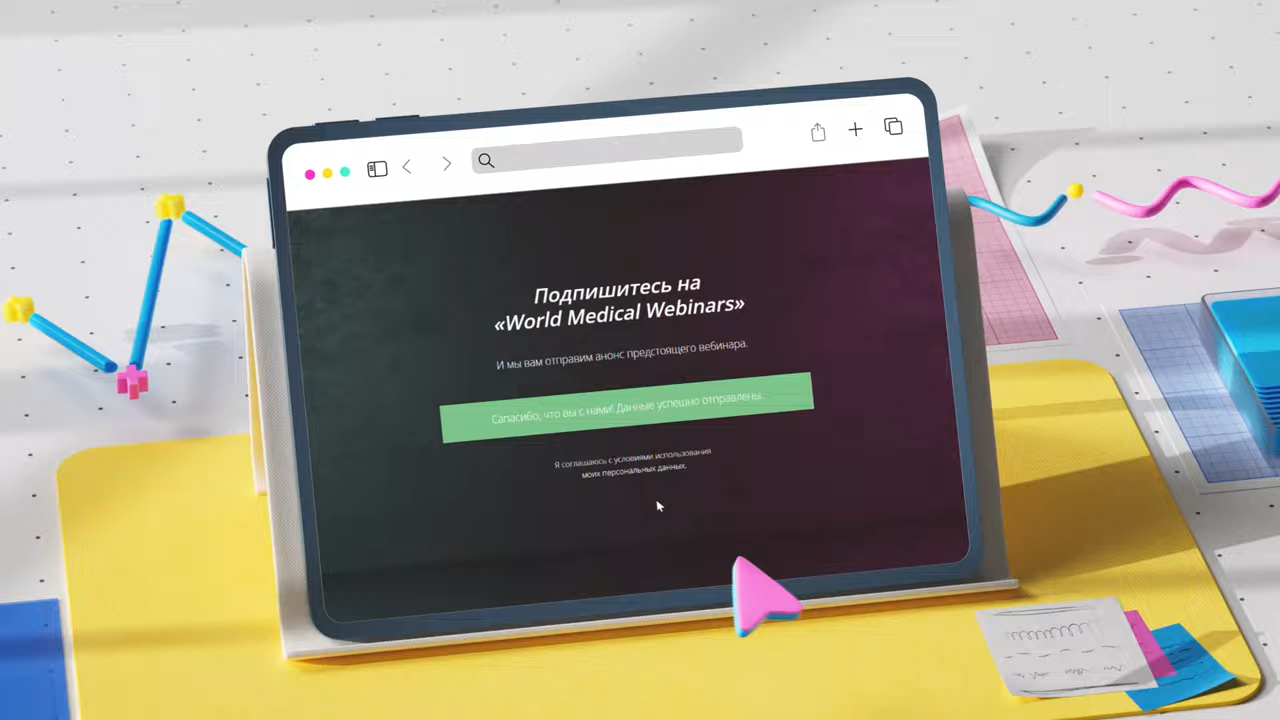 Подпишитесь на
«World Medical Webinars»
И мы вам отправим анонс предстоящего вебинара.
Сапасибо, что вы с нами! Данные успешно отправлены.
Я соглашаюсь с условиями использования
моих персональных данных.